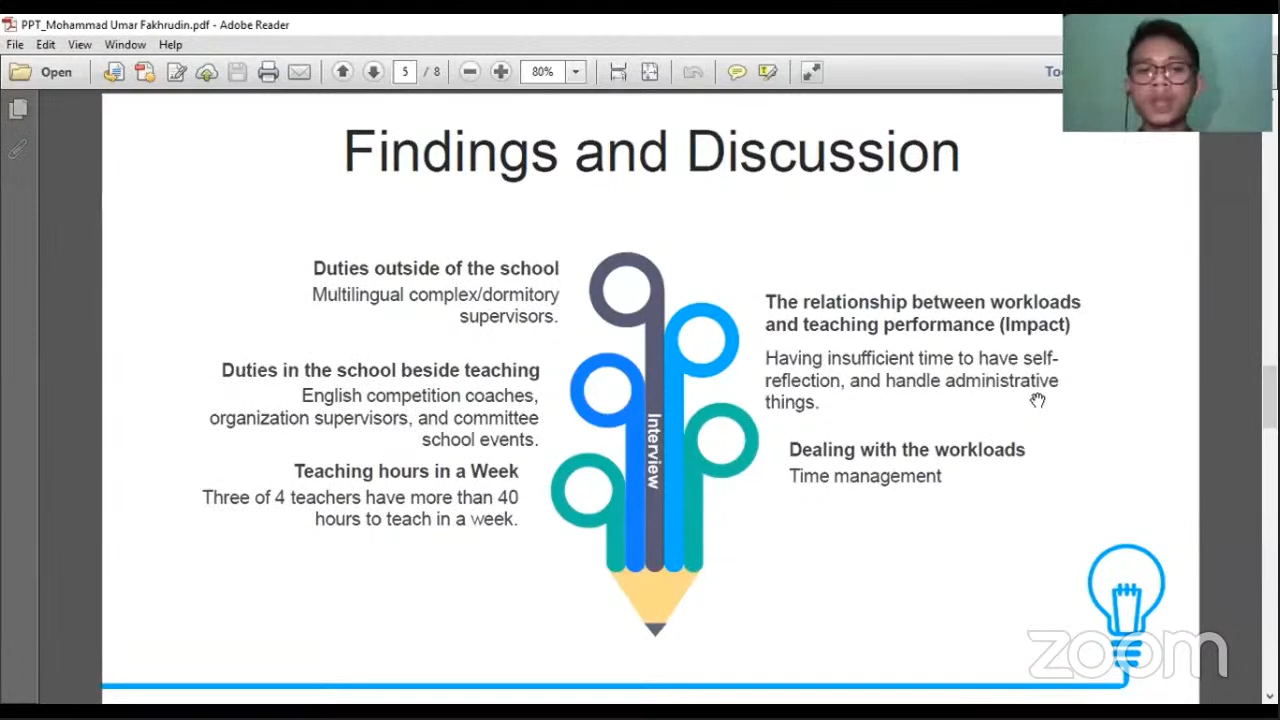 PPT_Mohammad Umar Fakhrudin.pdf - Adobe Reader
File Edit View Window Help
Open 5 / 8 80%
Findings and Discussion
Duties outside of the school
Multilingual complex/dormitory
supervisors.
Duties in the school beside teaching
English competition coaches,
organization supervisors, and committee
school events.
Teaching hours in a Week
Three of 4 teachers have more than 40
hours to teach in a week.
Interview
The relationship between workloads
and teaching performance (Impact)
Having insufficient time to have self-
reflection, and handle administrative
things.
Dealing with the workloads
Time management
zoom